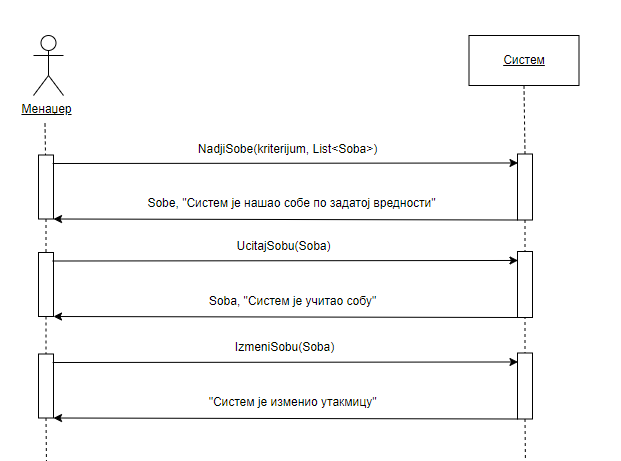 Менаџер
Систем
NadjiSobe(kriterijum, List<Soba>)
Sobe, "Систем је нашао собе по задатој вредности"
UcitajSobu(Soba)
Soba, "Систем је учитао собу"
IzmeniSobu(Soba)
"Систем је изменио утакмицу"